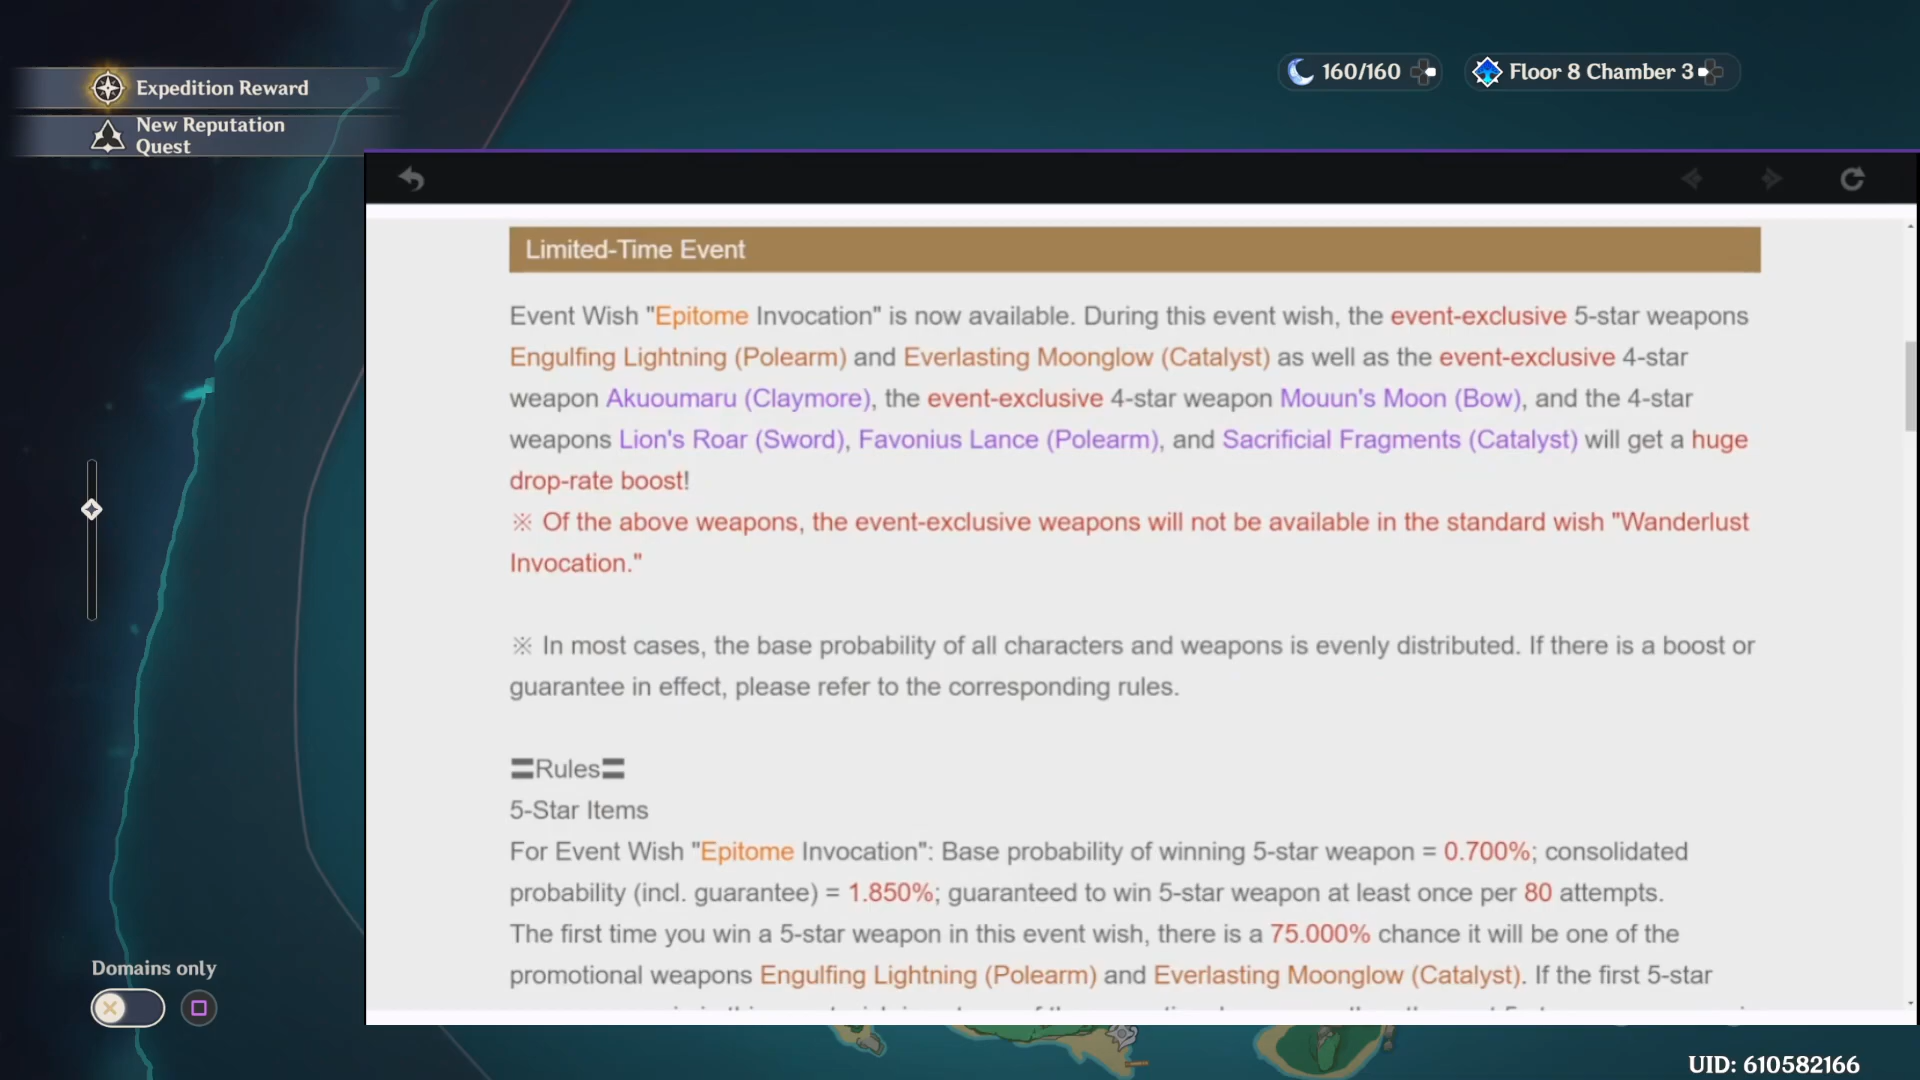 Expedition Reward
New Reputation
Quest
160/160
Floor 8 Chamber 3
Limited-Time Event
Event Wish "Epitome Invocation" is now available. During this event wish, the event-exclusive 5-star weapons
Engulfing Lightning (Polearm) and Everlasting Moonglow (Catalyst) as well as the event-exclusive 4-star
weapon Akuoumaru (Claymore), the event-exclusive 4-star weapon Mouun's Moon (Bow), and the 4-star
weapons Lion's Roar (Sword), Favonius Lance (Polearm), and Sacrificial Fragments (Catalyst) will get a huge
drop-rate boost!
※ Of the above weapons, the event-exclusive weapons will not be available in the standard wish "Wanderlust
Invocation."
※ In most cases, the base probability of all characters and weapons is evenly distributed. If there is a boost or
guarantee in effect, please refer to the corresponding rules.
〓Rules〓
5-Star Items
For Event Wish "Epitome Invocation": Base probability of winning 5-star weapon = 0.700%; consolidated
probability (incl. guarantee) = 1.850%; guaranteed to win 5-star weapon at least once per 80 attempts.
The first time you win a 5-star weapon in this event wish, there is a 75.000% chance it will be one of the
promotional weapons Engulfing Lightning (Polearm) and Everlasting Moonglow (Catalyst). If the first 5-star
Domains only
UID: 610582166